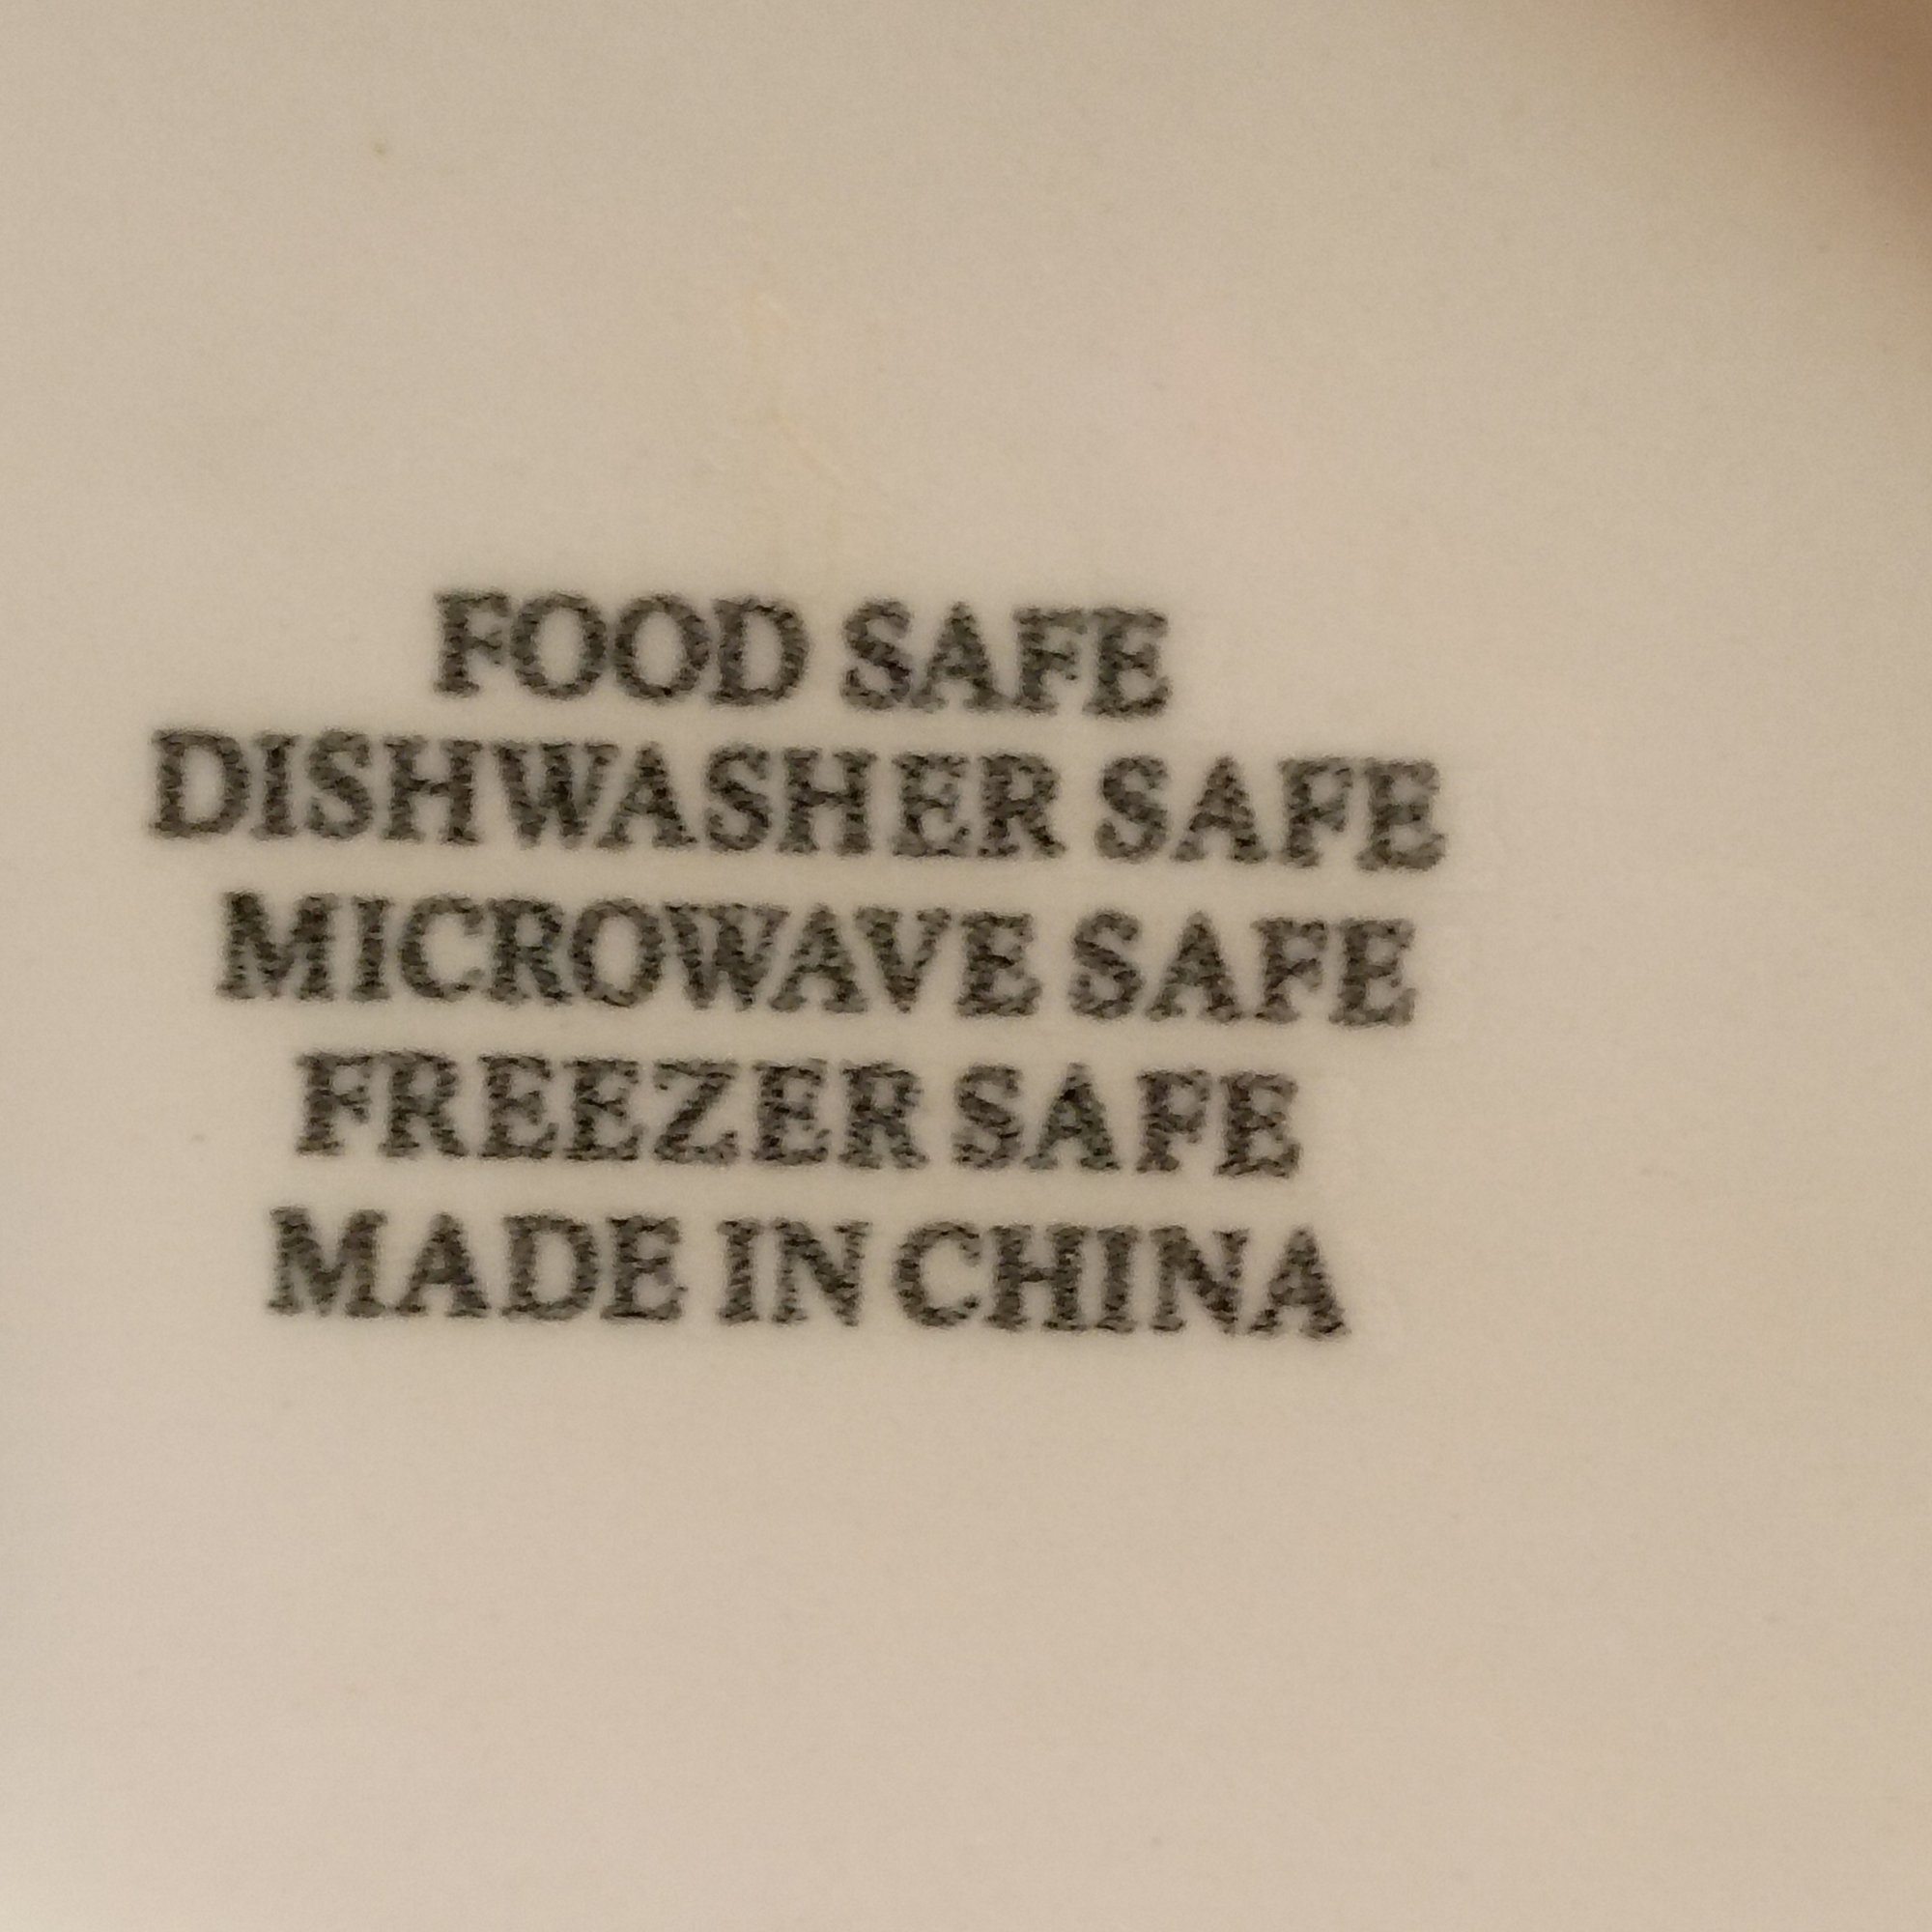 FOOD SAFE
DISHWASHER SAFE
MICROWAVE SAFE
FREEZER SAFE
MADE IN CHINA